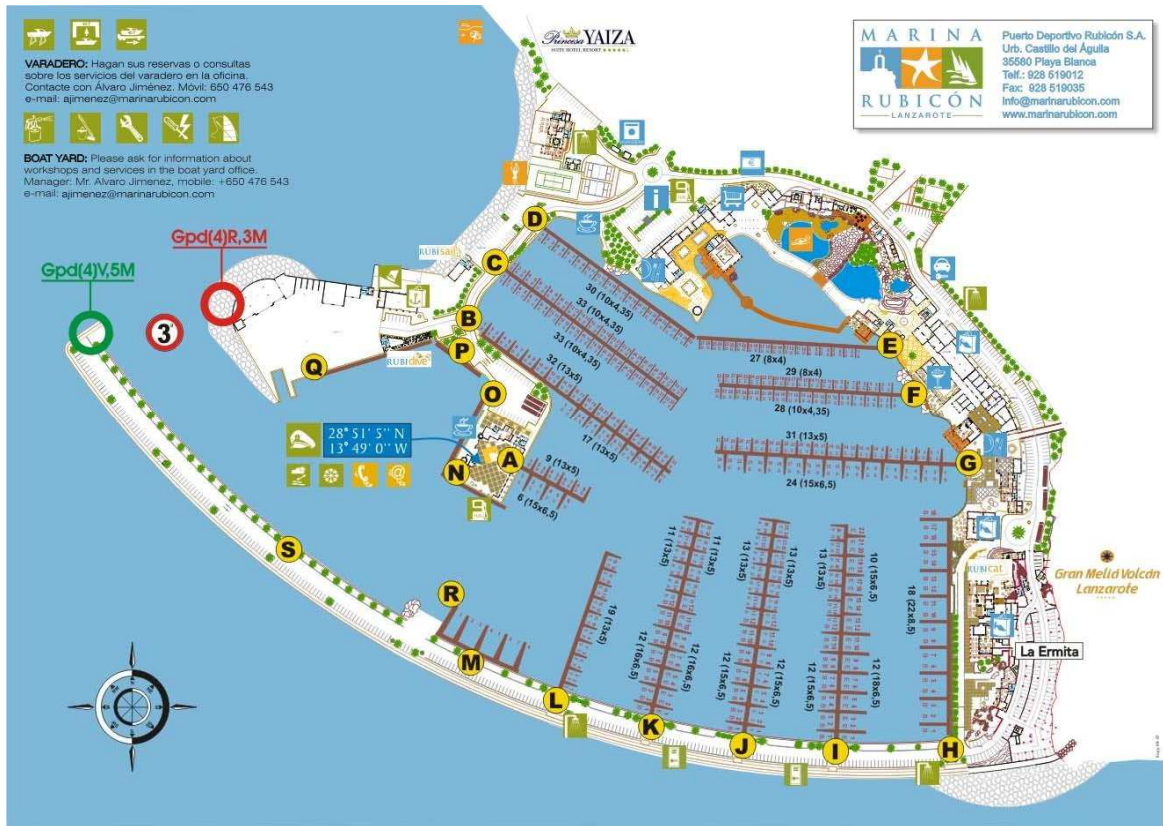 VARADERO: Hagan sus reservas o consultas
sobre los servicios del varadero en la oficina.
Contacte con Álvaro Jiménez. Móvil: 650 476 543
e-mail: ajimenez@marinarubicon.com
BOAT YARD: Please ask for information about
workshops and services in the boat yard office.
Manager: Mr. Alvaro Jimenez, mobile: +650 476 543
e-mail: ajimenez@marinarubicon.com
Princesa YAIZA
SUITE HOTEL RESORT
MARINA
RUBICÓN
LANZAROTE
Puerto Deportivo Rubicón S.A.
Urb. Castillo del Águila
35580 Playa Blanca
Telf.: 928 519012
Fax: 928 519035
info@marinarubicon.com
www.marinarubicon.com
Gpd(4)R,3M
Gpd(4)V,5M
3
RUBIsail
RUBIdive
D
C
B
P
Q
O
A
N
E
F
G
S
R
M
L
K
J
I
H
28° 51' 5'' N
13° 49' 0'' W
30 (10x4,35)
33 (10x4,35)
33 (10x4,35)
32 (13x5)
17 (13x5)
9 (13x5)
6 (15x6,5)
27 (8x4)
29 (8x4)
28 (10x4,35)
31 (13x5)
24 (15x6,5)
19 (13x5)
11 (13x5)
11 (13x5)
12 (16x6,5)
12 (16x6,5)
13 (13x5)
13 (13x5)
12 (15x6,5)
12 (15x6,5)
13 (13x5)
10 (15x6,5)
12 (15x6,5)
12 (18x6,5)
18 (22x8,5)
RUBIcat
Gran Meliá Volcán
Lanzarote
La Ermita